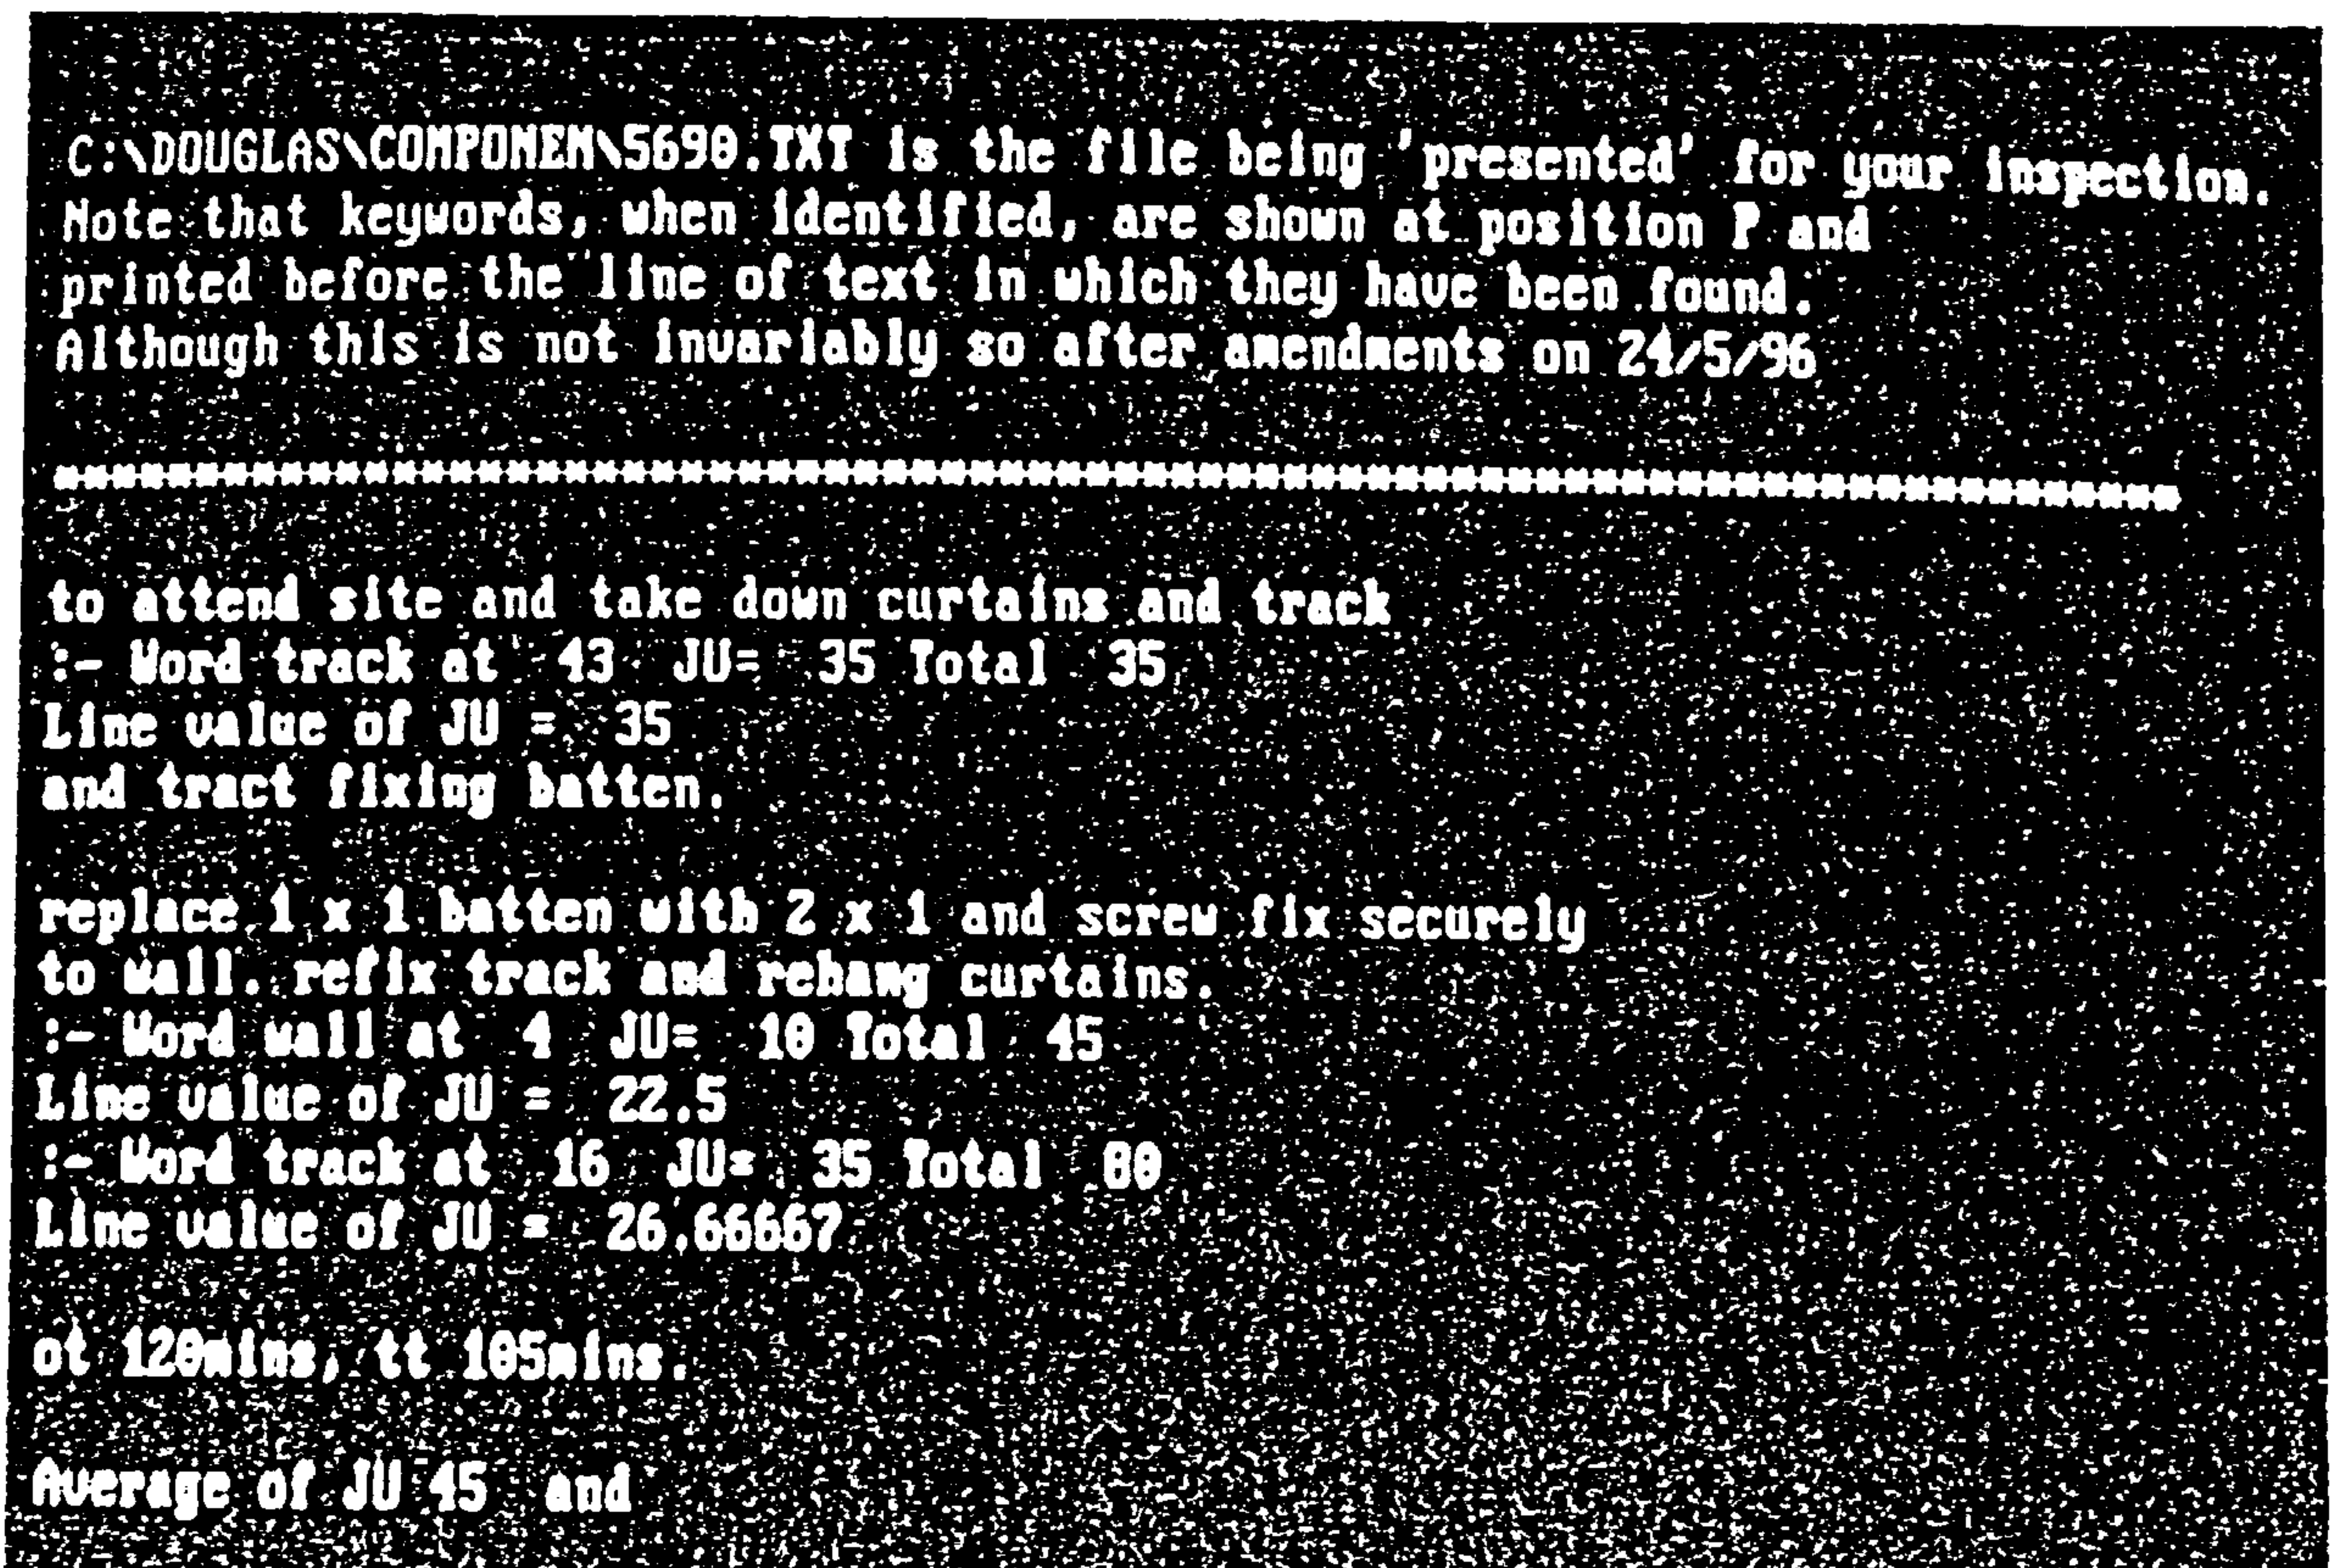 C:\DOUGLAS\COMPONEN\5690.TXT is the file being 'presented' for your inspection.
Note that keywords, when identified, are shown at position P and
printed before the line of text in which they have been found.
Although this is not invariably so after amendments on 24/5/96
to attend site and take down curtains and track
:- Word track at 43 JU= 35 Total 35
Line value of JU = 35
and tract fixing batten.
replace 1 x 1 batten with 2 x 1 and screw fix securely
to wall. refix track and rehang curtains.
:- Word wall at 4 JU= 10 Total 45
Line value of JU = 22.5
:- Word track at 16 JU= 35 Total 80
Line value of JU = 26.66667
ot 120mins, tt 105mins.
Average of JU 45 and